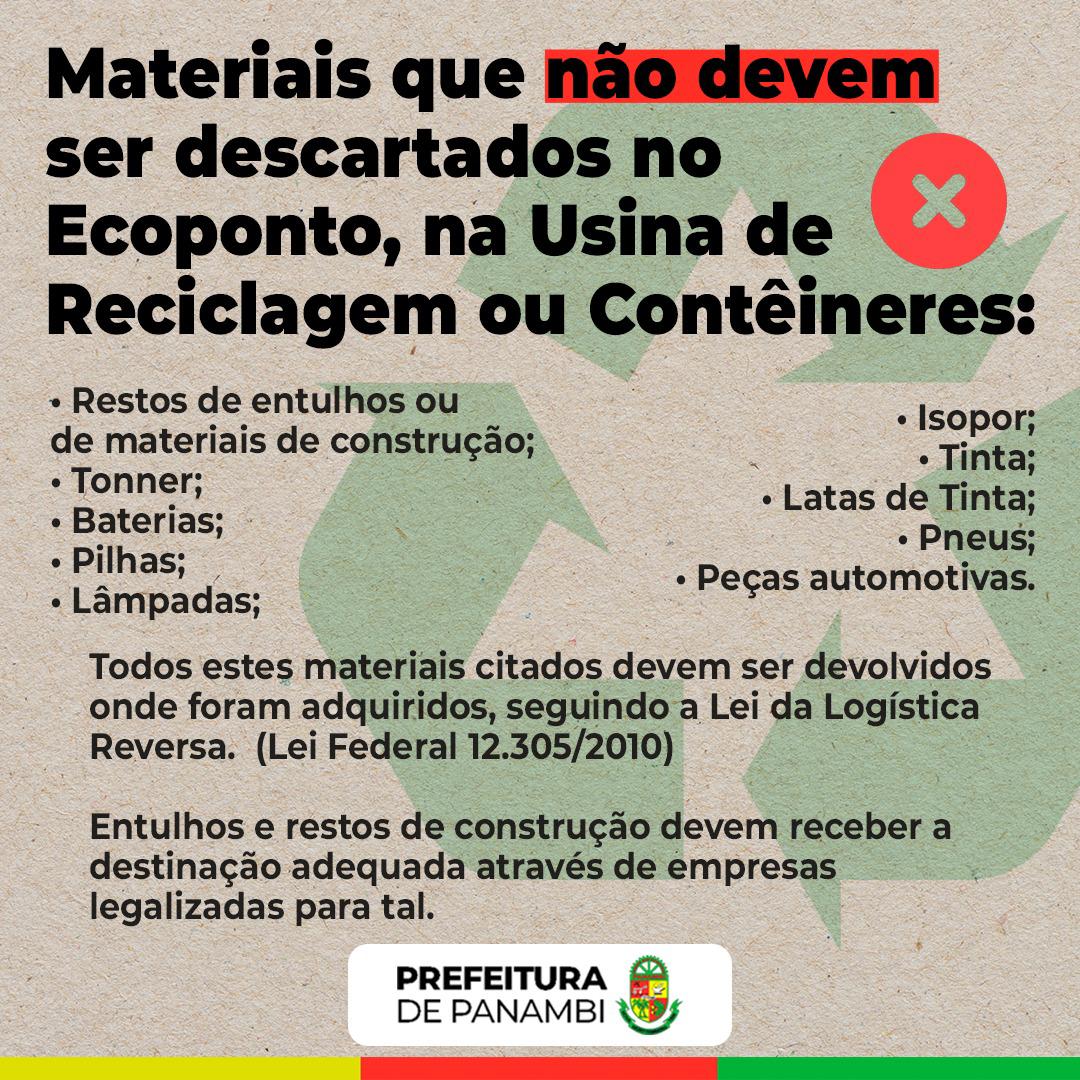 Materiais que não devem
ser descartados no
Ecoponto, na Usina de
Reciclagem ou Contêineres:
• Restos de entulhos ou
de materiais de construção;
• Tonner;
• Baterias;
• Pilhas;
• Lâmpadas;
• Isopor;
• Tinta;
• Latas de Tinta;
• Pneus;
• Peças automotivas.
Todos estes materiais citados devem ser devolvidos
onde foram adquiridos, seguindo a Lei da Logística
Reversa.  (Lei Federal 12.305/2010)
Entulhos e restos de construção devem receber a
destinação adequada através de empresas
legalizadas para tal.
PREFEITURA
DE PANAMBI